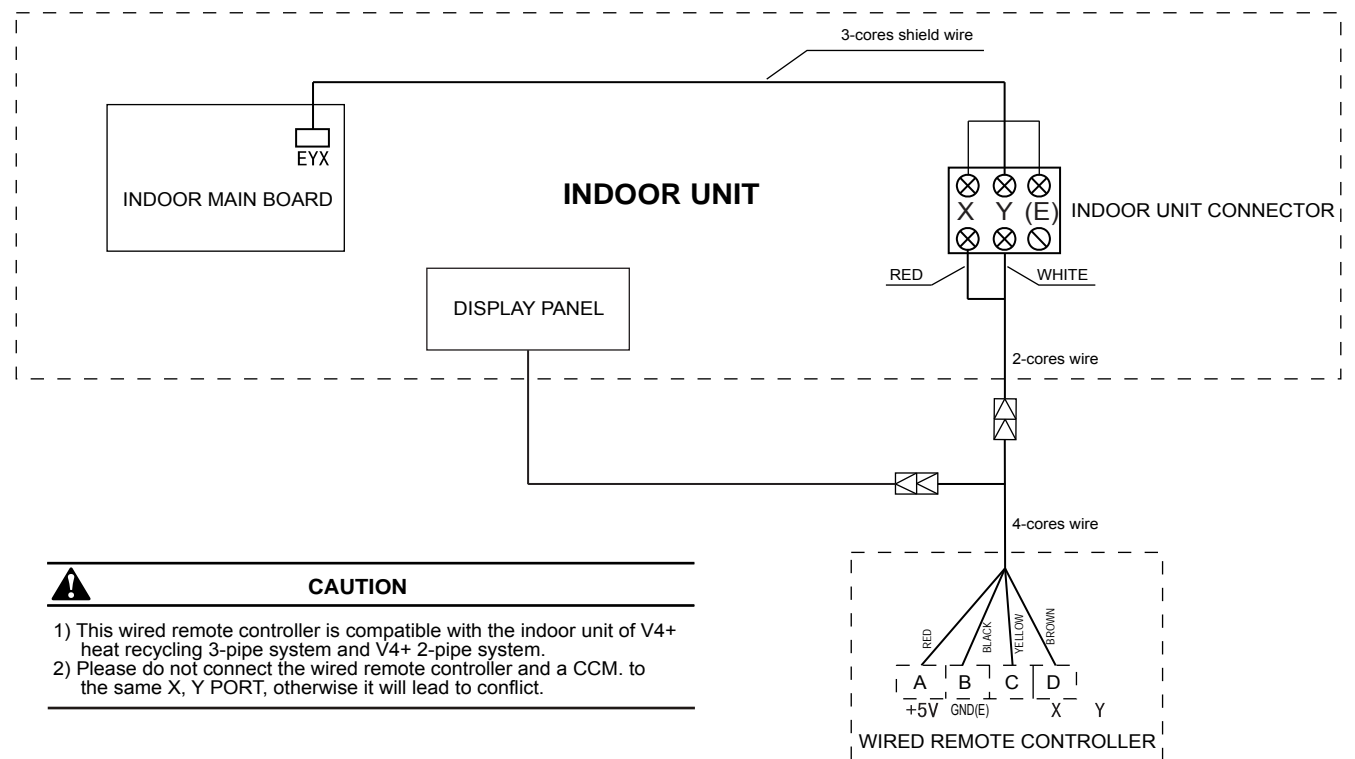 3-cores shield wire
EYX
INDOOR MAIN BOARD
INDOOR UNIT
X Y (E)
INDOOR UNIT CONNECTOR
RED
WHITE
DISPLAY PANEL
2-cores wire
4-cores wire
CAUTION
1) This wired remote controller is compatible with the indoor unit of V4+
heat recycling 3-pipe system and V4+ 2-pipe system.
2) Please do not connect the wired remote controller and a CCM. to
the same X, Y PORT, otherwise it will lead to conflict.
RED
BLACK
YELLOW
BROWN
A B C D
+5V GND(E) X Y
WIRED REMOTE CONTROLLER